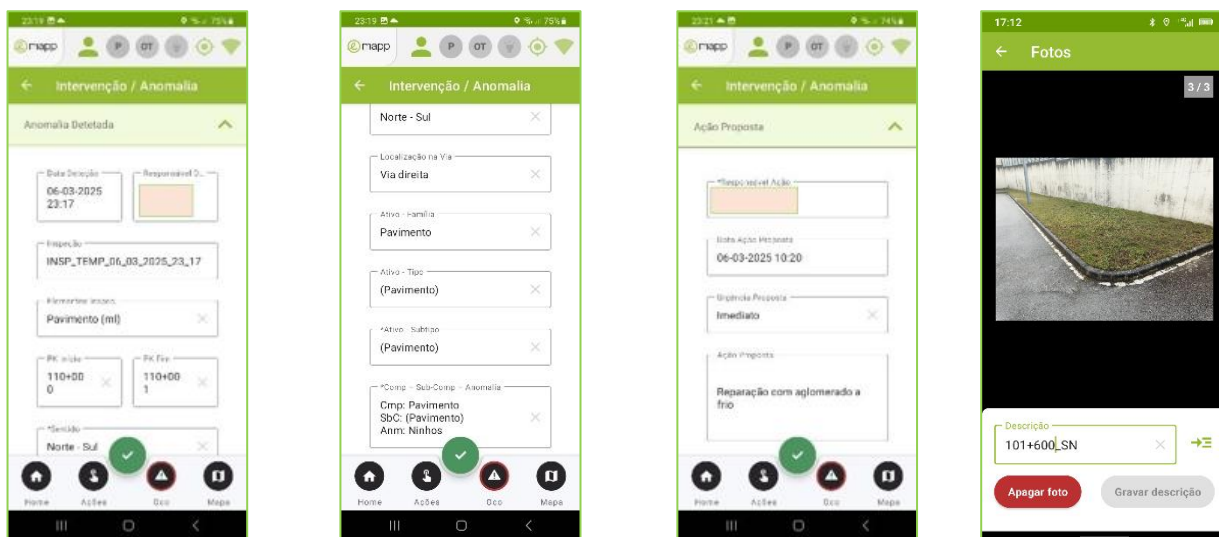 23:19 75%
mapp P OT
Intervenção / Anomalia
Anomalia Detetada
Data Deteção
06-03-2025
23:17
Responsável D...
Inspeção
INSP_TEMP_06_03_2025_23_17
Pavimento (ml)
PK Início
110+00
0
PK Fim
110+00
1
*Sentido
Norte - Sul
Home Ações Oco Mapa
23:19 75%
mapp P OT
Intervenção / Anomalia
Norte - Sul
Localização na Via
Via direita
Ativo - Família
Pavimento
Ativo - Tipo
(Pavimento)
*Ativo - Subtipo
(Pavimento)
*Comp - Sub-Comp - Anomalia
Cmp: Pavimento
SbC: (Pavimento)
Anm: Ninhos
Home Ações Oco Mapa
23:21 74%
mapp P OT
Intervenção / Anomalia
Ação Proposta
*Responsável Ação
Data Ação Proposta
06-03-2025 10:20
Urgência Proposta
Imediato
Ação Proposta
Reparação com aglomerado a
frio
Home Ações Oco Mapa
17:12
Fotos
3 / 3
Descrição
101+600_SN
Apagar foto Gravar descrição